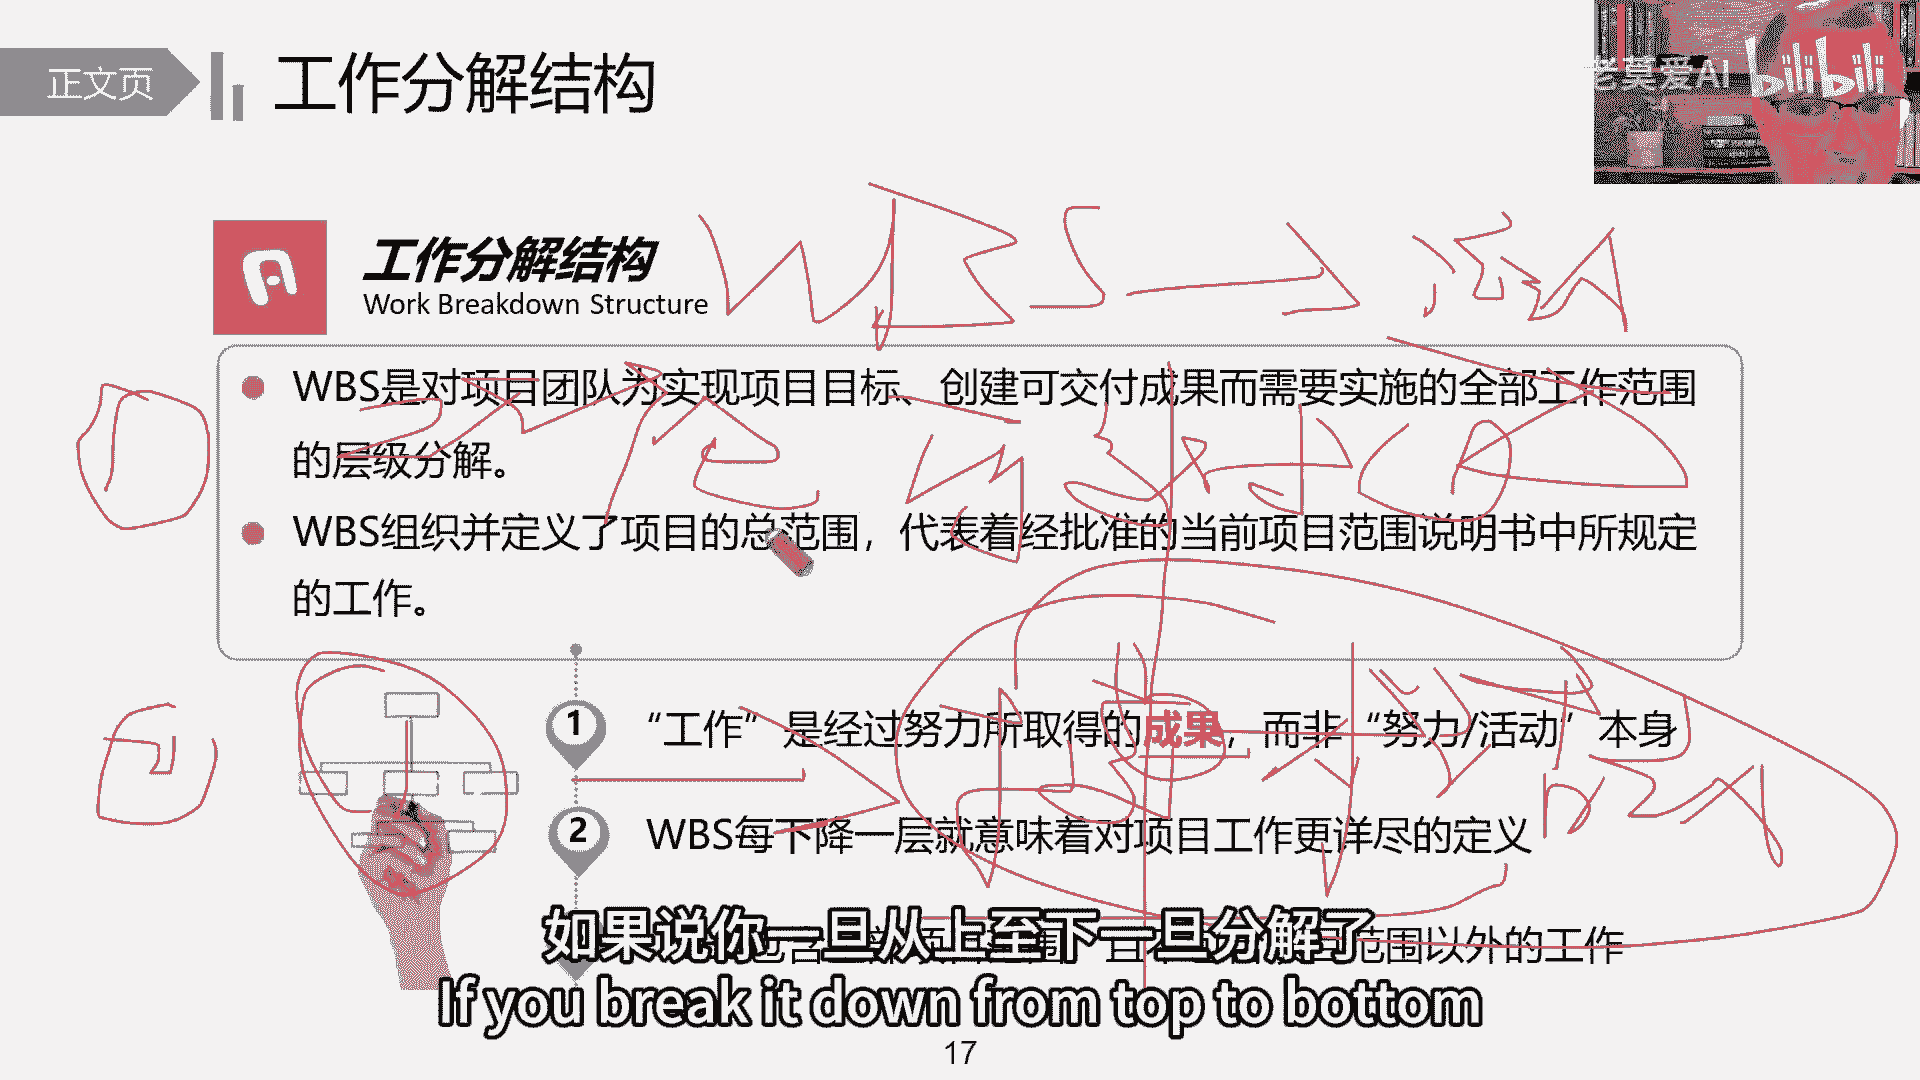 正文页
工作分解结构
老莫爱AI
bilibili
工作分解结构
Work Breakdown Structure
WBS
WBS是对项目团队为实现项目目标、创建可交付成果而需要实施的全部工作范围
的层级分解。
WBS组织并定义了项目的总范围，代表着经批准的当前项目范围说明书中所规定
的工作。
1
“工作”是经过努力所取得的成果，而非“努力/活动”本身
2
WBS每下降一层就意味着对项目工作更详尽的定义
范围以外的工作
如果说你一旦从上至下一旦分解了
If you break it down from top to bottom
17